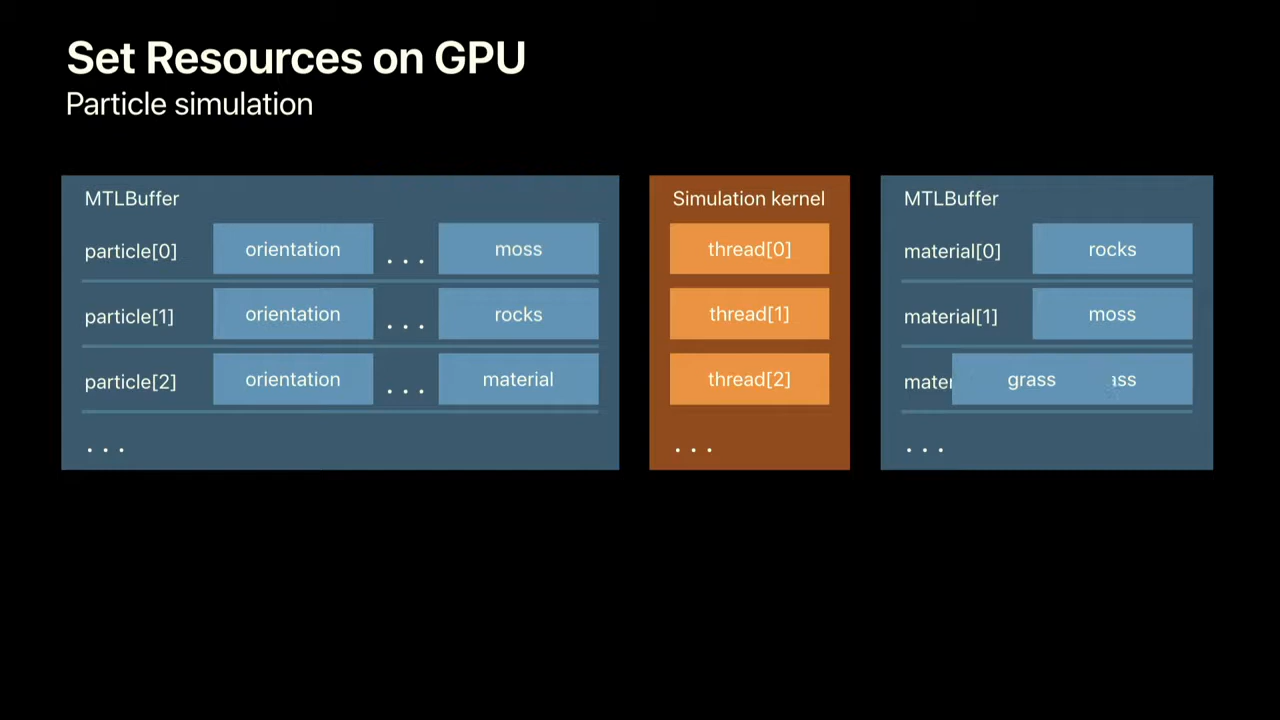 Set Resources on GPU
Particle simulation
MTLBuffer
particle[0] orientation ... moss
particle[1] orientation ... rocks
particle[2] orientation ... material
...
Simulation kernel
thread[0]
thread[1]
thread[2]
...
MTLBuffer
material[0] rocks
material[1] moss
grass
...